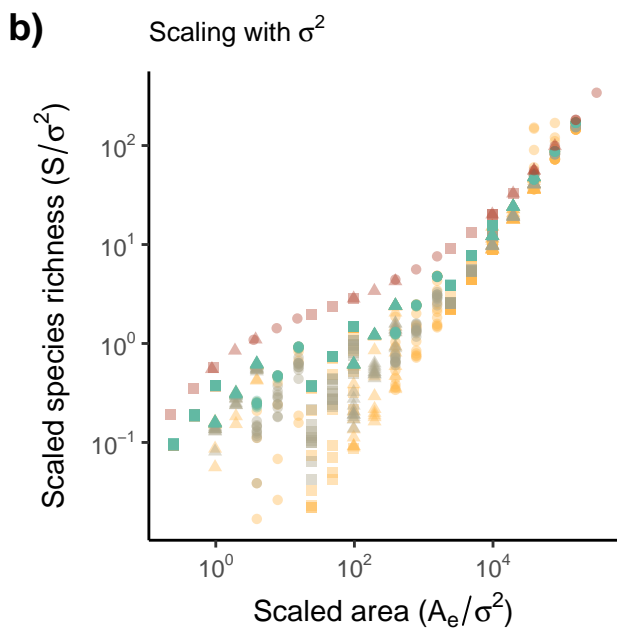 b)
Scaling with σ²
Scaled species richness (S/σ²)
10²
10¹
10⁰
10⁻¹
10⁰
10²
10⁴
Scaled area (Aₑ/σ²)